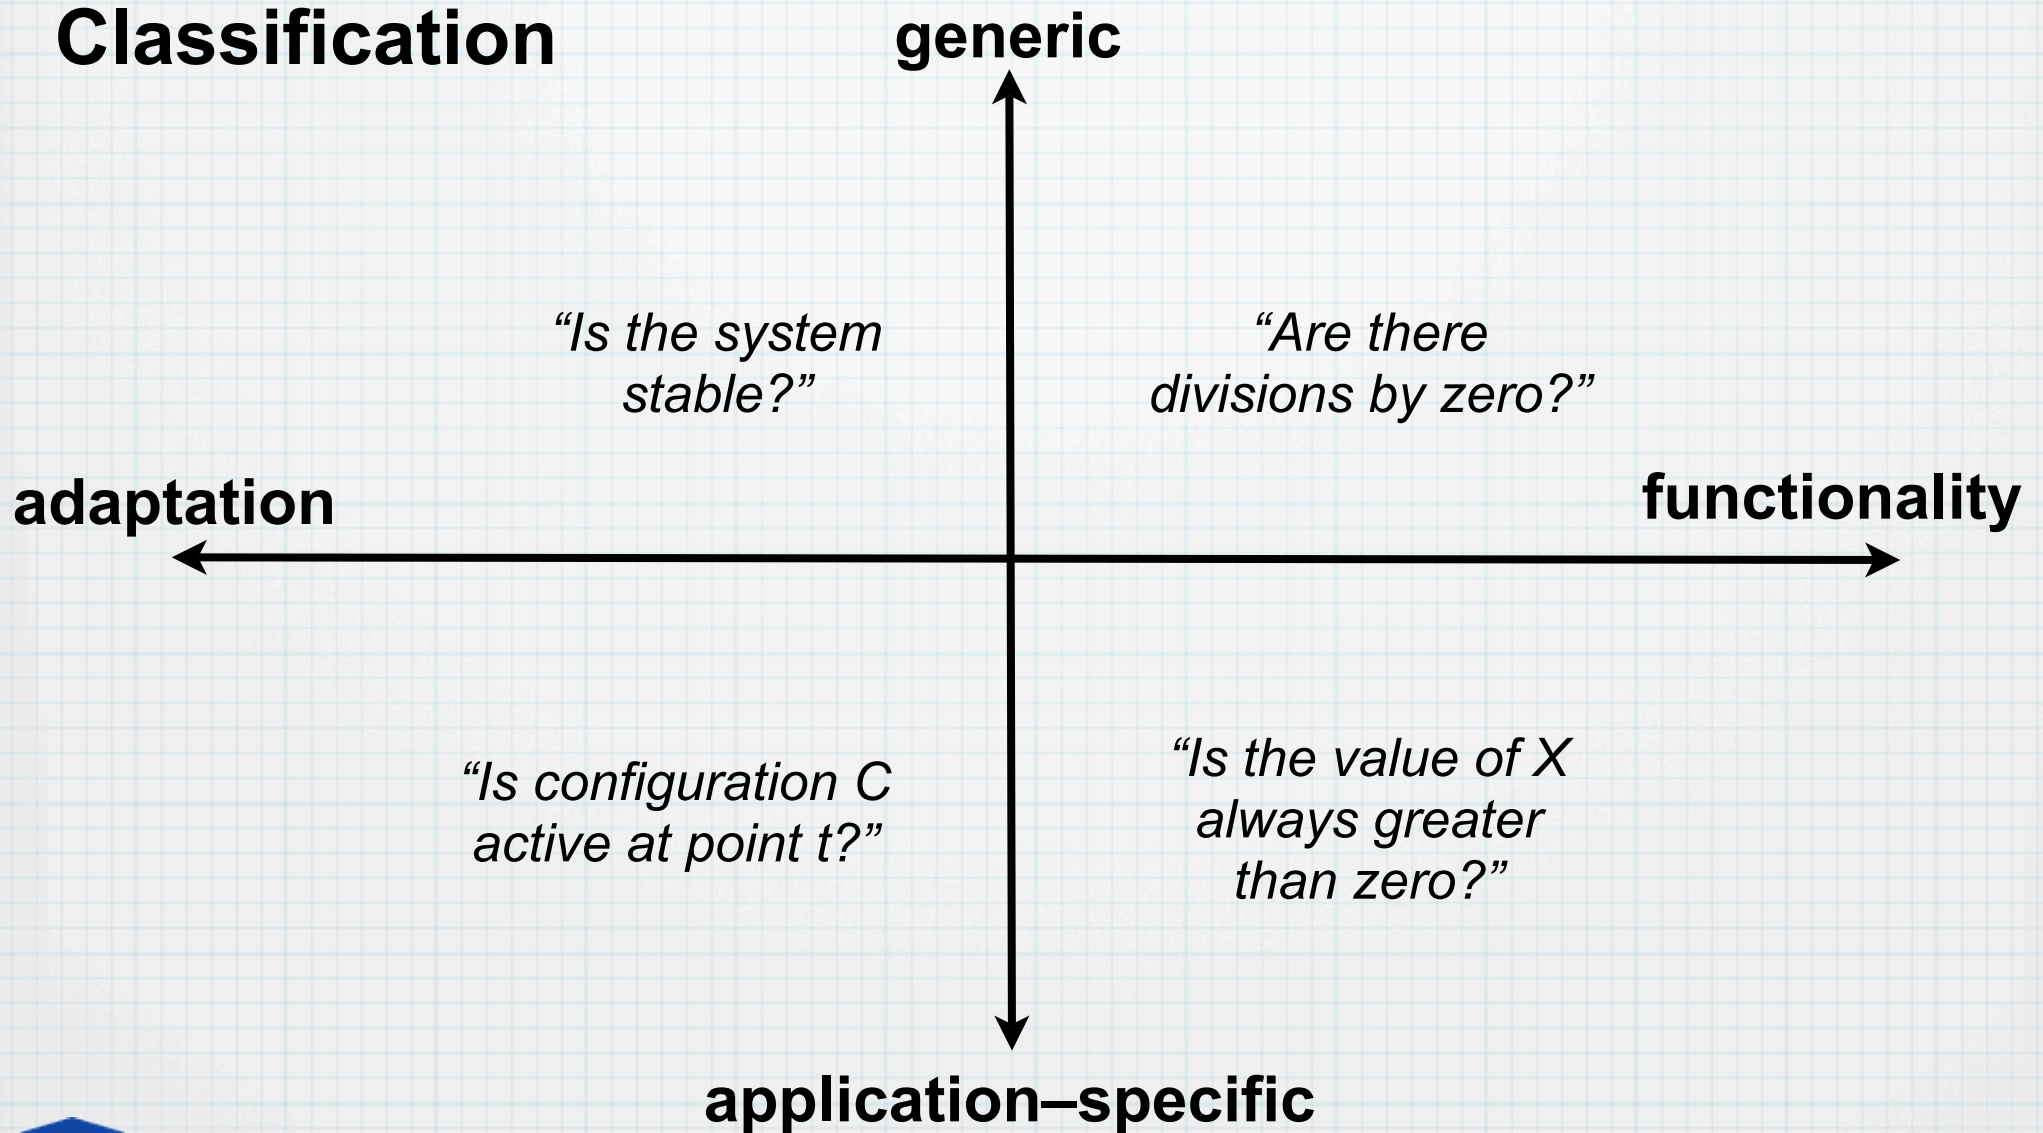 Classification
generic
“Is the system
stable?”
“Are there
divisions by zero?”
adaptation
functionality
“Is configuration C
active at point t?”
“Is the value of X
always greater
than zero?”
application–specific